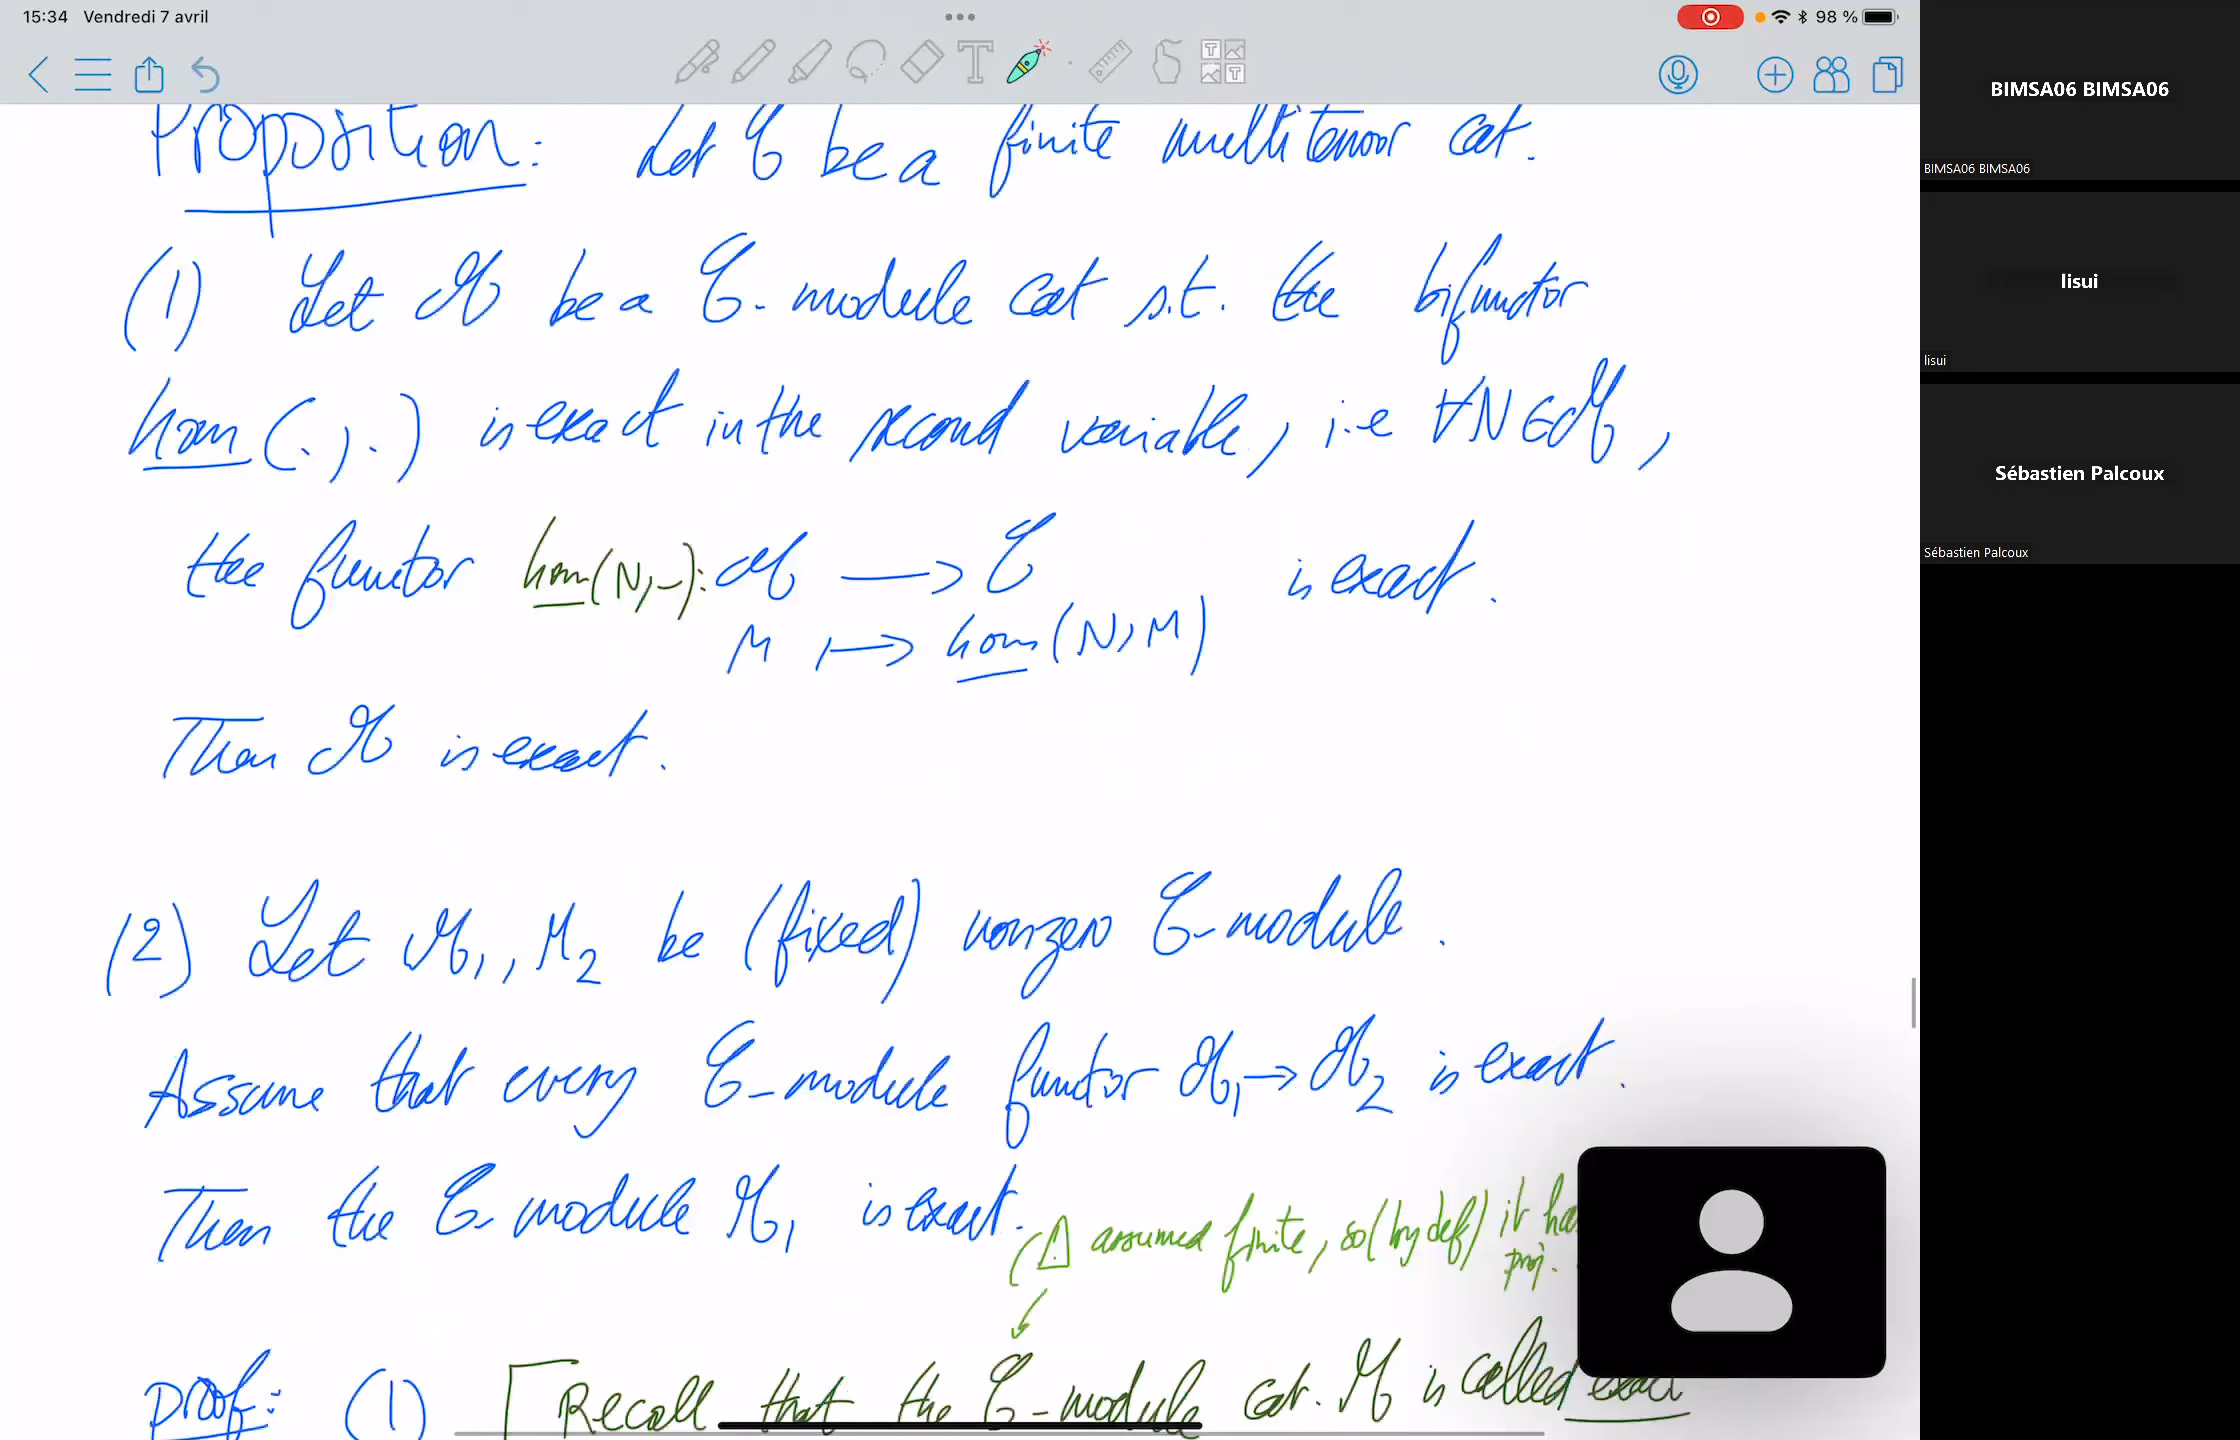 15:34 Vendredi 7 avril
98 %
Proposition: Let 𝒞 be a finite multitensor cat.
(1) Let ℳ be a 𝒞-module cat s.t. the bifunctor
hom(.,.) is exact in the second variable, i.e ∀N∈ℳ,
the functor hom(N,-): ℳ → 𝒞 is exact.
M ↦ hom(N,M)
Then ℳ is exact.
(2) Let ℳ₁, ℳ₂ be (fixed) nonzero 𝒞-module.
Assume that every 𝒞-module functor ℳ₁→ℳ₂ is exact.
Then the 𝒞-module ℳ₁ is exact.
(⚠ assumed finite, so (by def) it has
proj.
Proof: (1) [Recall that the 𝒞-module cat. ℳ is called exact
BIMSA06 BIMSA06
BIMSA06 BIMSA06
lisui
lisui
Sébastien Palcoux
Sébastien Palcoux